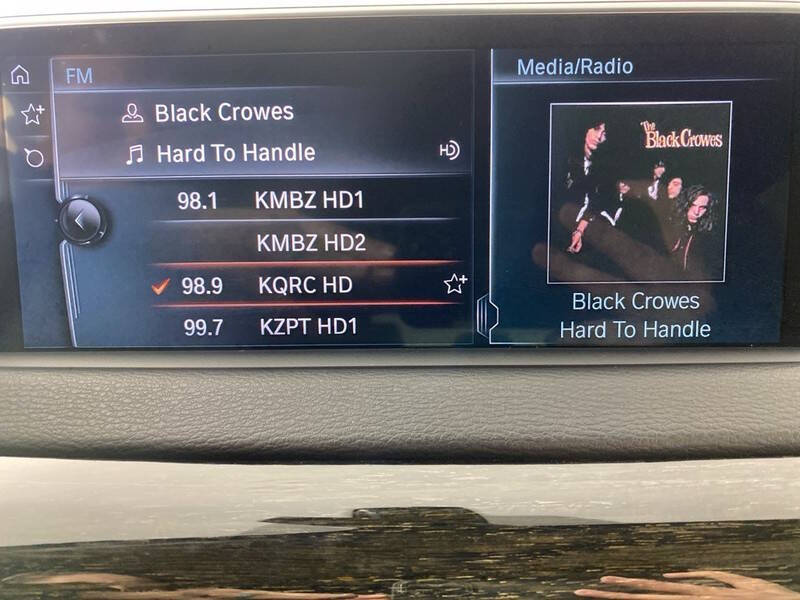 FM
Black Crowes
Hard To Handle
HD
98.1 KMBZ HD1
KMBZ HD2
98.9 KQRC HD
99.7 KZPT HD1
Media/Radio
The
Black Crowes
Black Crowes
Hard To Handle